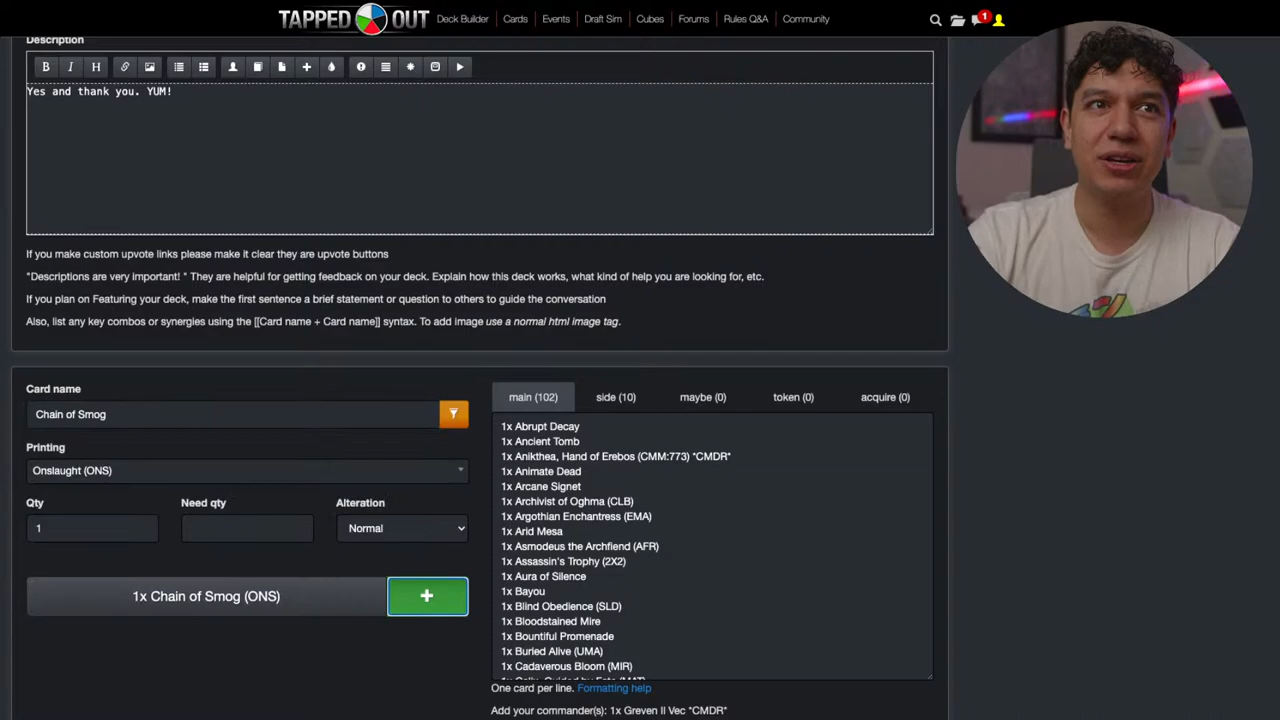 TAPPED OUT
Deck Builder Cards Events Draft Sim Cubes Forums Rules Q&A Community
1
Description
B I H
Yes and thank you. YUM!
If you make custom upvote links please make it clear they are upvote buttons
"Descriptions are very important! " They are helpful for getting feedback on your deck. Explain how this deck works, what kind of help you are looking for, etc.
If you plan on Featuring your deck, make the first sentence a brief statement or question to others to guide the conversation
Also, list any key combos or synergies using the [[Card name + Card name]] syntax. To add image use a normal html image tag.
Card name
Chain of Smog
Printing
Onslaught (ONS)
Qty Need qty Alteration
1 Normal
1x Chain of Smog (ONS) +
main (102) side (10) maybe (0) token (0) acquire (0)
1x Abrupt Decay
1x Ancient Tomb
1x Anikthea, Hand of Erebos (CMM:773) *CMDR*
1x Animate Dead
1x Arcane Signet
1x Archivist of Oghma (CLB)
1x Argothian Enchantress (EMA)
1x Arid Mesa
1x Asmodeus the Archfiend (AFR)
1x Assassin's Trophy (2X2)
1x Aura of Silence
1x Bayou
1x Blind Obedience (SLD)
1x Bloodstained Mire
1x Bountiful Promenade
1x Buried Alive (UMA)
1x Cadaverous Bloom (MIR)
One card per line. Formatting help
Add your commander(s): 1x Greven Il Vec *CMDR*